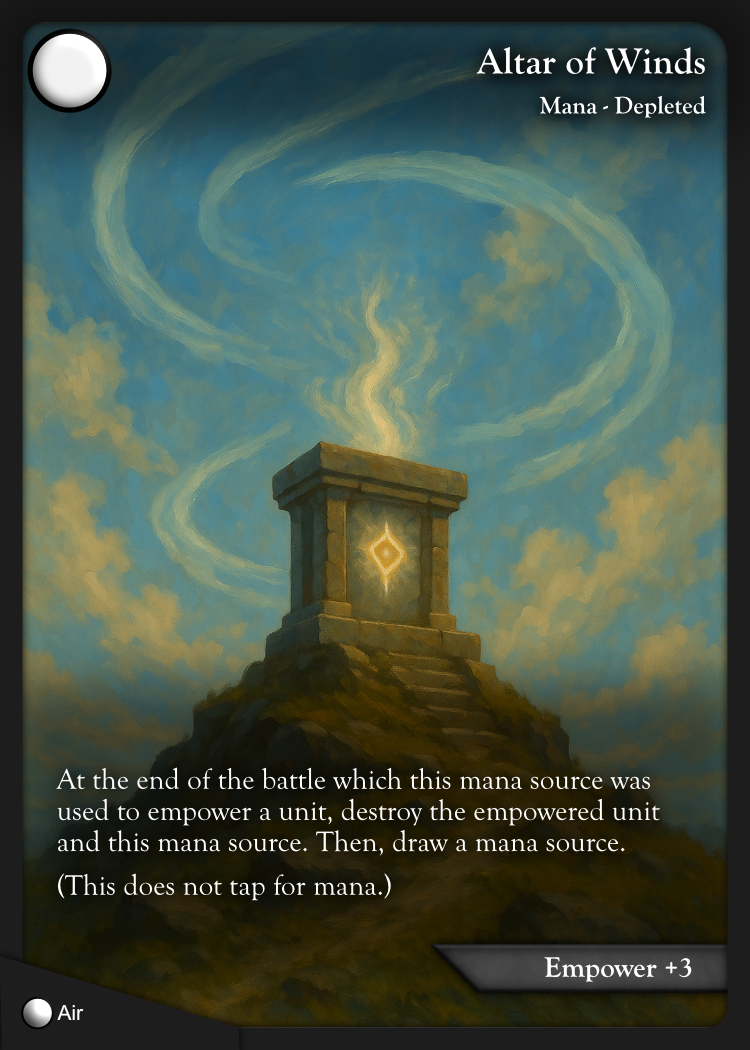 Altar of Winds
Mana - Depleted
At the end of the battle which this mana source was
used to empower a unit, destroy the empowered unit
and this mana source. Then, draw a mana source.
(This does not tap for mana.)
Empower +3
Air